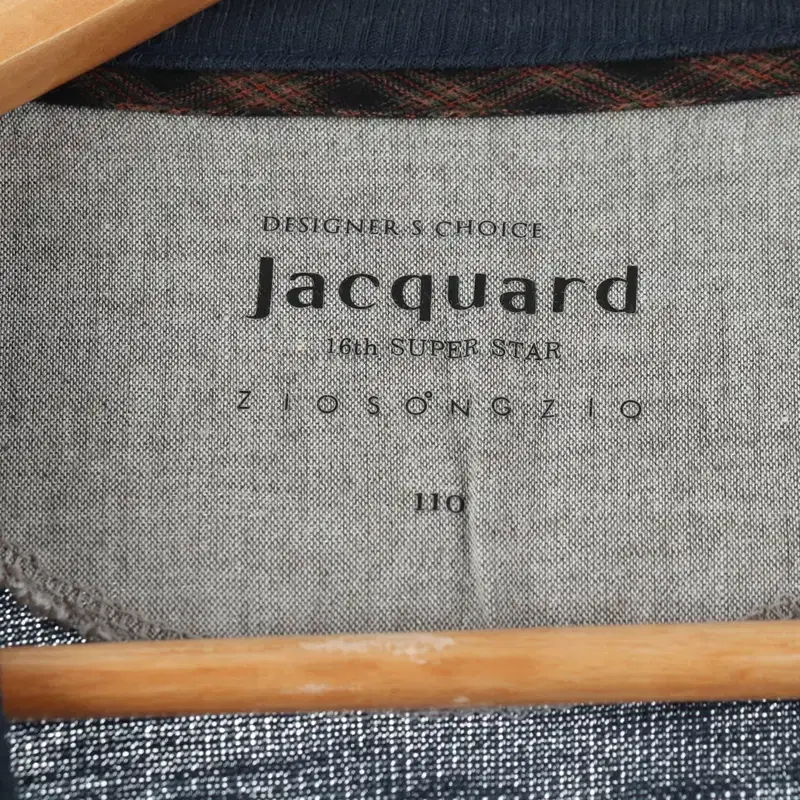 DESIGNER S CHOICE
Jacquard
16th SUPER STAR
ZIOSONGZIO
110